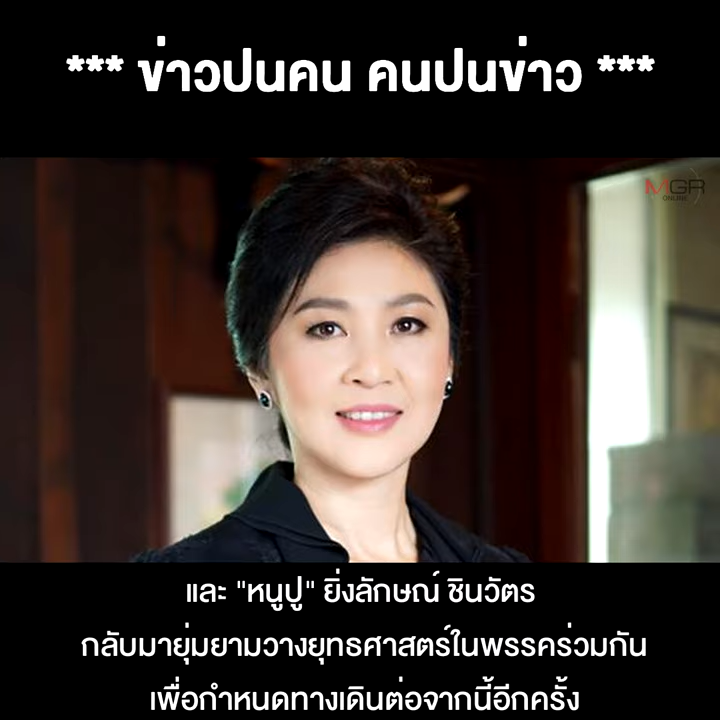 *** ข่าวปนคน คนปนข่าว ***
MGR
ONLINE
และ "หนูปู" ยิ่งลักษณ์ ชินวัตร
กลับมายุ่มยามวางยุทธศาสตร์ในพรรคร่วมกัน
เพื่อกำหนดทางเดินต่อจากนี้อีกครั้ง